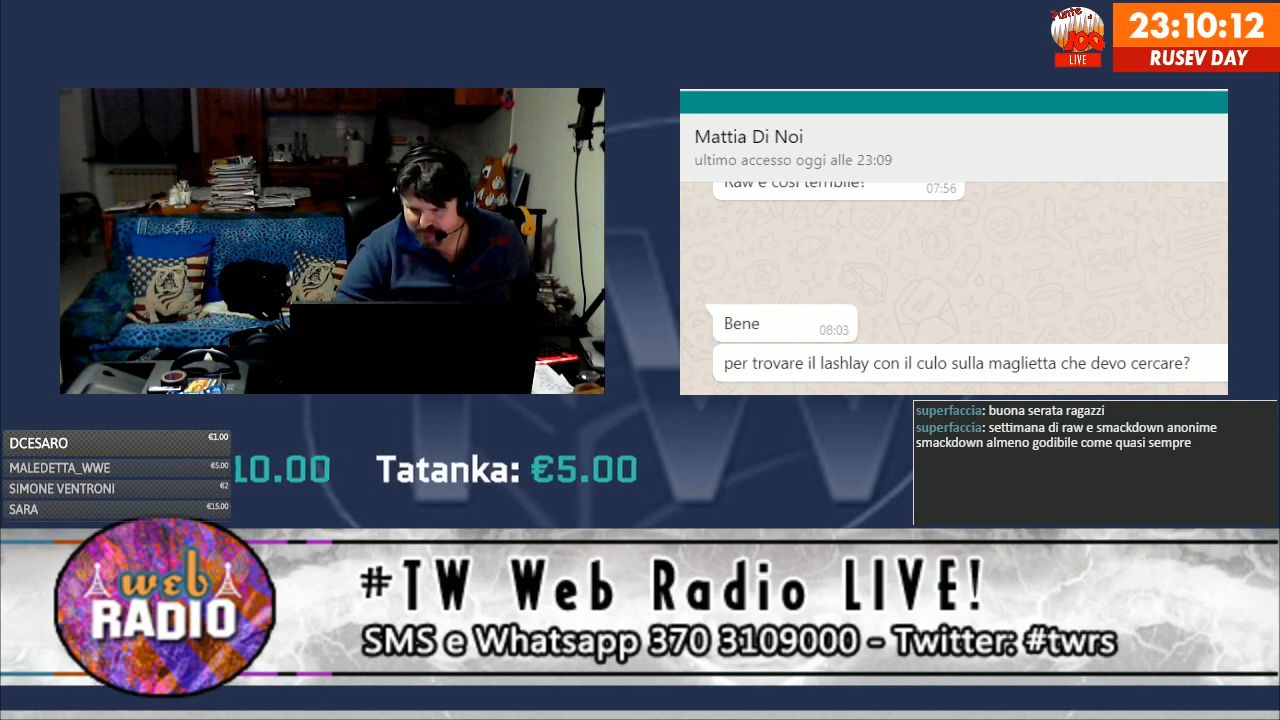 Punto a
100
LIVE
23:10:12
RUSEV DAY
Mattia Di Noi
ultimo accesso oggi alle 23:09
Raw è così terribile?
07:56
Bene
08:03
per trovare il lashlay con il culo sulla maglietta che devo cercare?
superfaccia: buona serata ragazzi
superfaccia: settimana di raw e smackdown anonime
smackdown almeno godibile come quasi sempre
DCESARO €1.00
MALEDETTA_WWE €5.00
SIMONE VENTRONI €2
SARA €15.00
10.00 Tatanka: €5.00
web
RADIO
#TW Web Radio LIVE!
SMS e Whatsapp 370 3109000 - Twitter: #twrs